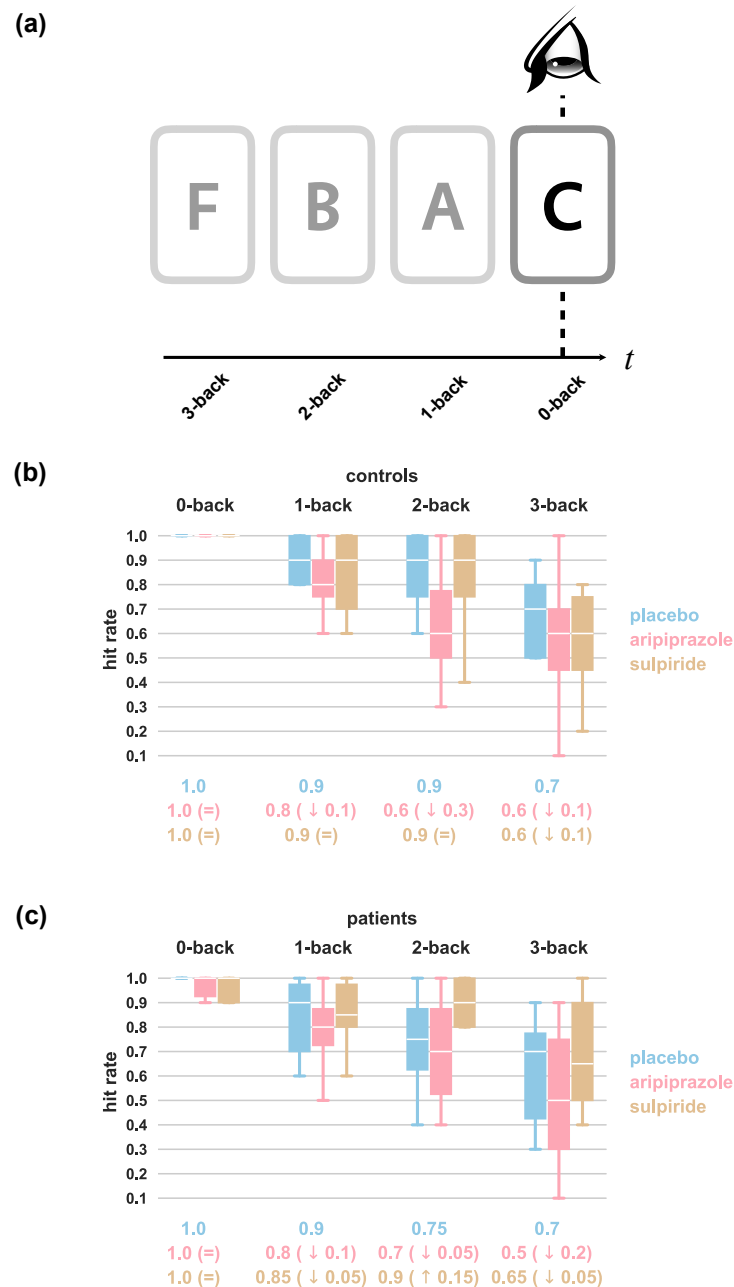 (a)
F B A C
t
3-back 2-back 1-back 0-back
(b)
controls
0-back 1-back 2-back 3-back
1.0
0.9
0.8
0.7
0.6
0.5
0.4
0.3
0.2
0.1
hit rate
placebo
aripiprazole
sulpiride
1.0 0.9 0.9 0.7
1.0 (=) 0.8 ( ↓ 0.1) 0.6 ( ↓ 0.3) 0.6 ( ↓ 0.1)
1.0 (=) 0.9 (=) 0.9 (=) 0.6 ( ↓ 0.1)
(c)
patients
0-back 1-back 2-back 3-back
1.0
0.9
0.8
0.7
0.6
0.5
0.4
0.3
0.2
0.1
hit rate
placebo
aripiprazole
sulpiride
1.0 0.9 0.75 0.7
1.0 (=) 0.8 ( ↓ 0.1) 0.7 ( ↓ 0.05) 0.5 ( ↓ 0.2)
1.0 (=) 0.85 ( ↓ 0.05) 0.9 ( ↑ 0.15) 0.65 ( ↓ 0.05)